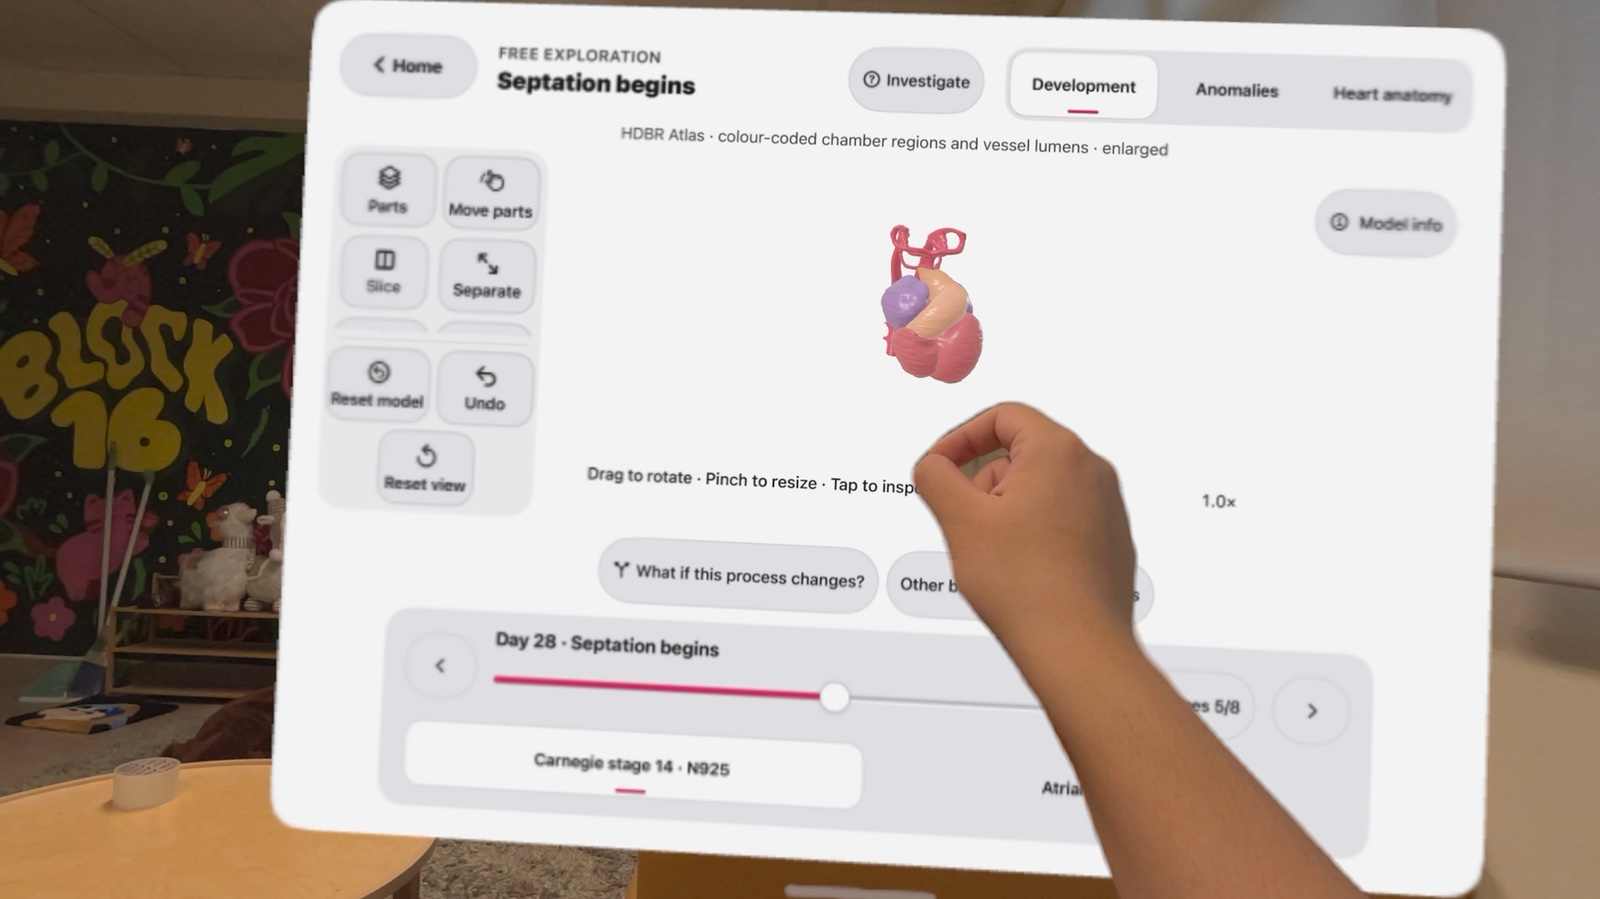 Home
FREE EXPLORATION
Septation begins
Investigate
Development
Anomalies
Heart anatomy
HDBR Atlas · colour-coded chamber regions and vessel lumens · enlarged
Parts
Move parts
Model info
Slice
Separate
BLOCK
16
Reset model
Undo
Reset view
Drag to rotate · Pinch to resize · Tap to
1.0×
What if this process changes?
Other
Day 28 · Septation begins
5/8
Carnegie stage 14 · N925